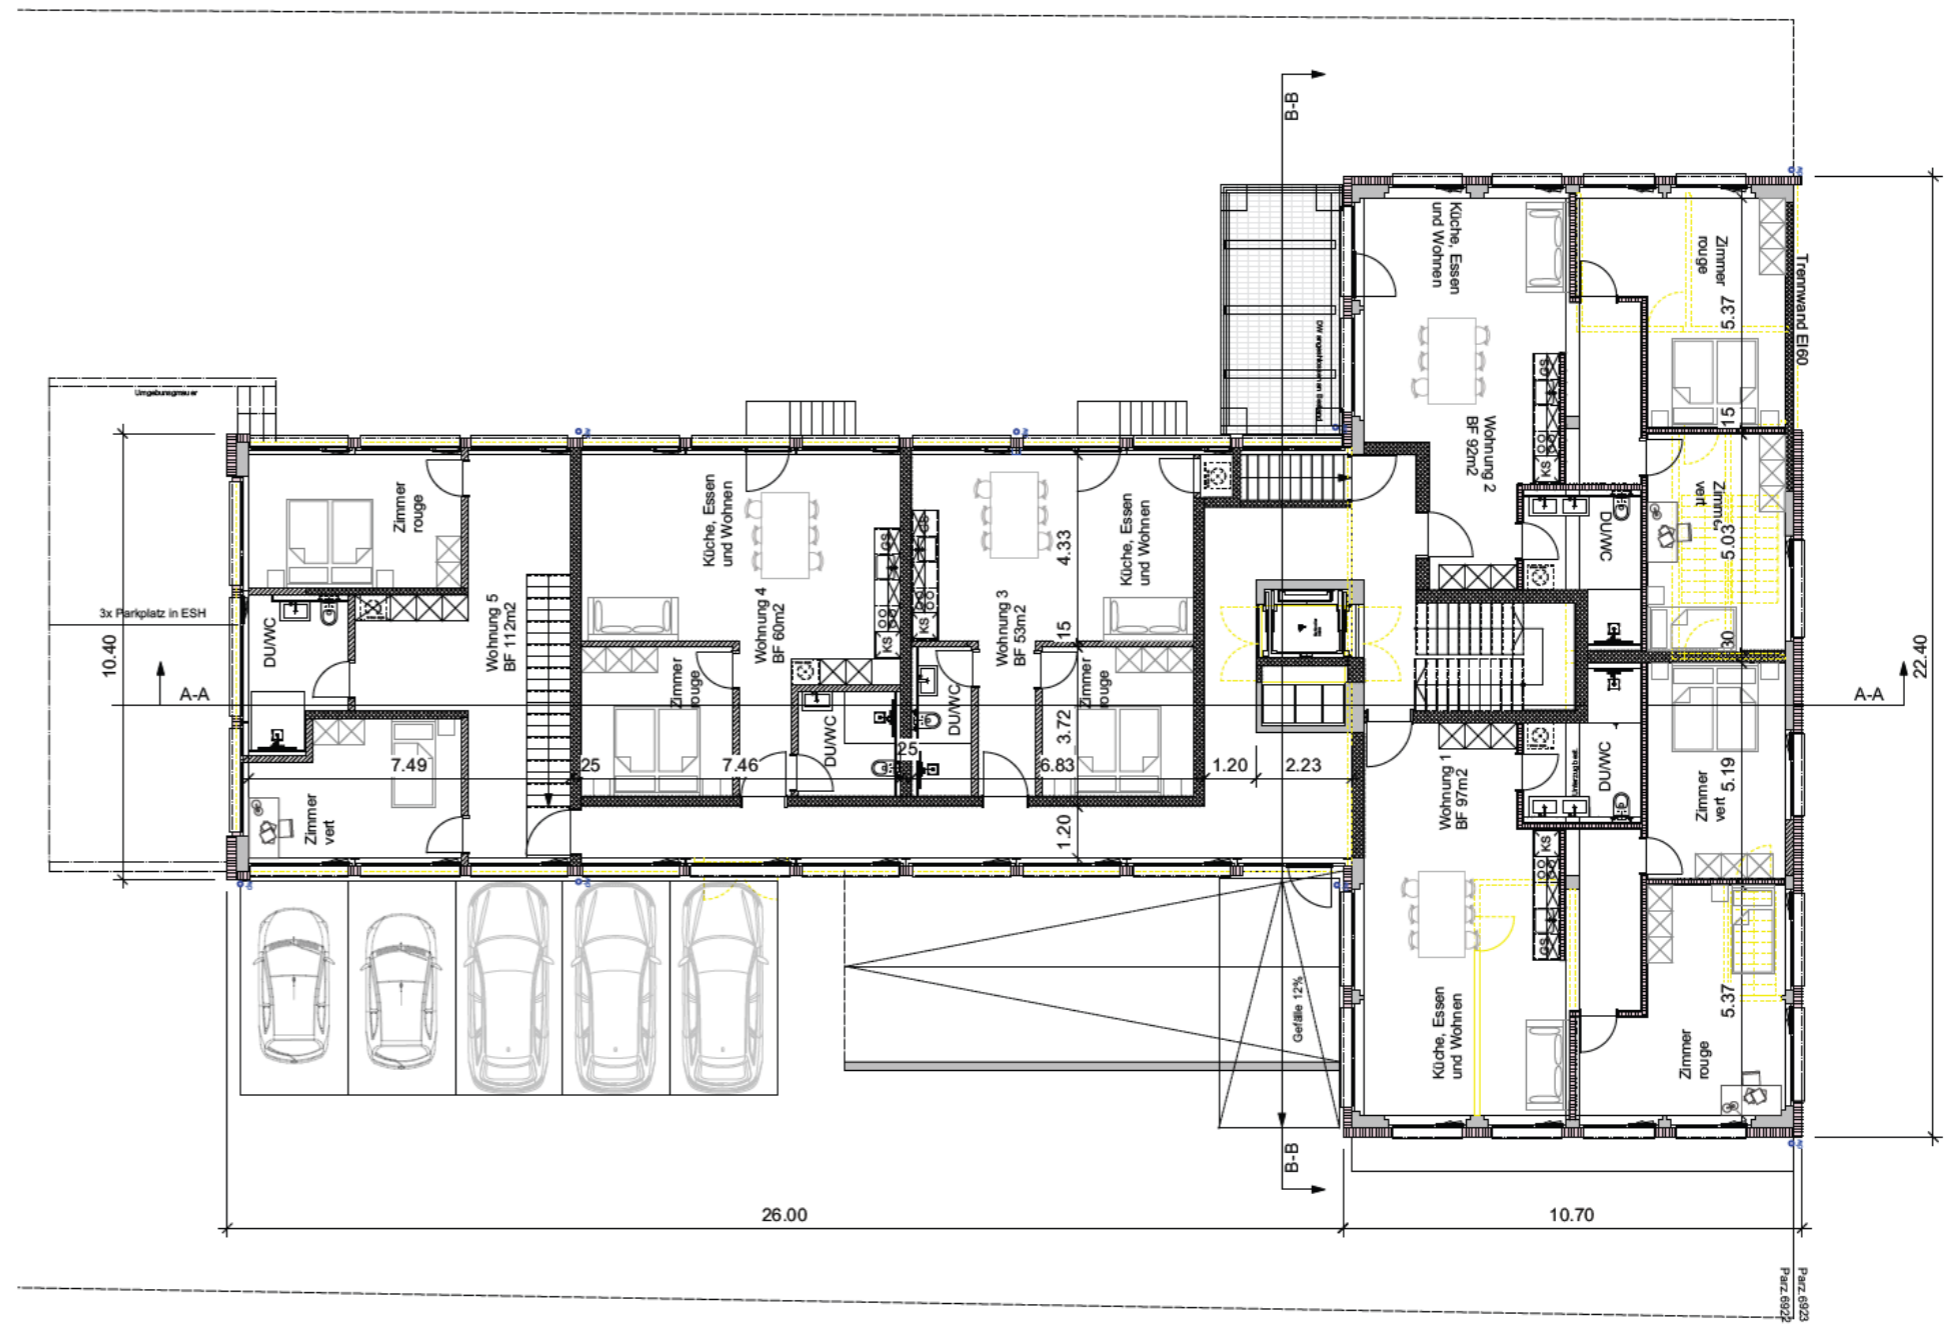 B-B
Küche, Essen
und Wohnen
Zimmer
rouge
5.37
Trennwand EI60
Umgebungsmauer
GS
KS
15
Wohnung 2
BF 92m2
Zimmer
rouge
Küche, Essen
und Wohnen
Küche, Essen
und Wohnen
4.33
GS
KS
KS
DU/WC
Zimmer
vert
5.03
30
3x Parkplatz in ESH
10.40
DU/WC
Wohnung 5
BF 112m2
Wohnung 4
BF 60m2
Wohnung 3
BF 53m2
15
22.40
A-A
A-A
Zimmer
rouge
DU/WC
DU/WC
3.72
Zimmer
rouge
7.49
25
7.46
25
6.83
1.20
2.23
Wohnung 1
BF 97m2
DU/WC
Zimmer
vert
5.19
Zimmer
vert
1.20
KS
GS
Gefälle 12%
Küche, Essen
und Wohnen
Zimmer
rouge
5.37
B-B
26.00
10.70
Parz.6922
Parz.6923